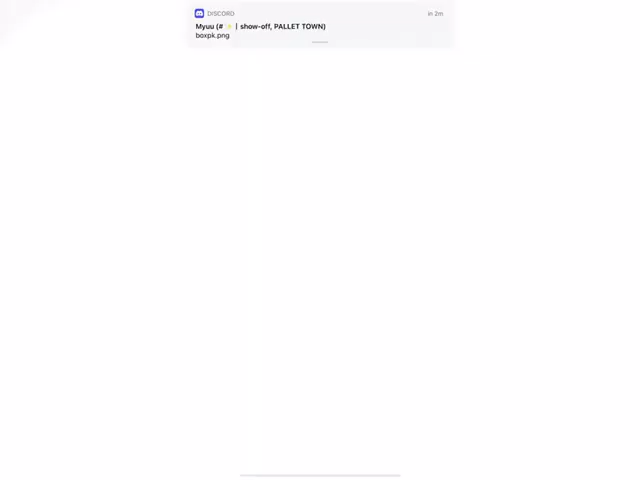 DISCORD in 2m
Myuu (# ✨ | show-off, PALLET TOWN)
boxpk.png